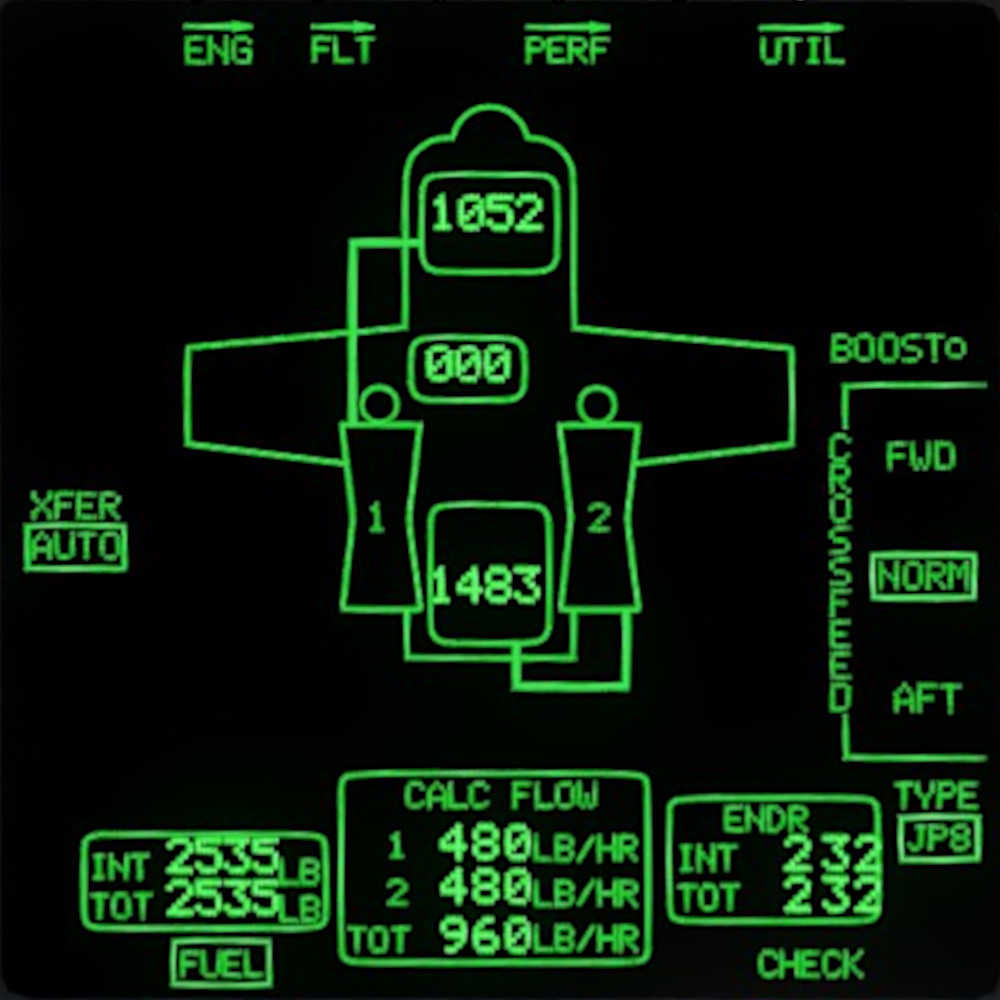 ENG FLT PERF UTIL
1052
BOOST
000
FWD
XFER
AUTO
1 2
NORM
1483
CROSSFEED
AFT
CALC FLOW
1 480LB/HR
2 480LB/HR
TOT 960LB/HR
TYPE
JP8
ENDR
INT 232
TOT 232
INT 2535LB
TOT 2535LB
FUEL
CHECK